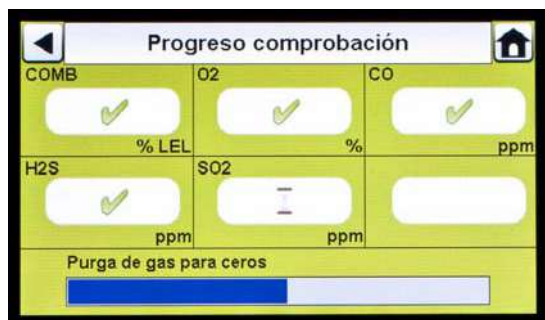 Progreso comprobación
COMB
O2
CO
% LEL
%
ppm
H2S
SO2
ppm
ppm
Purga de gas para ceros